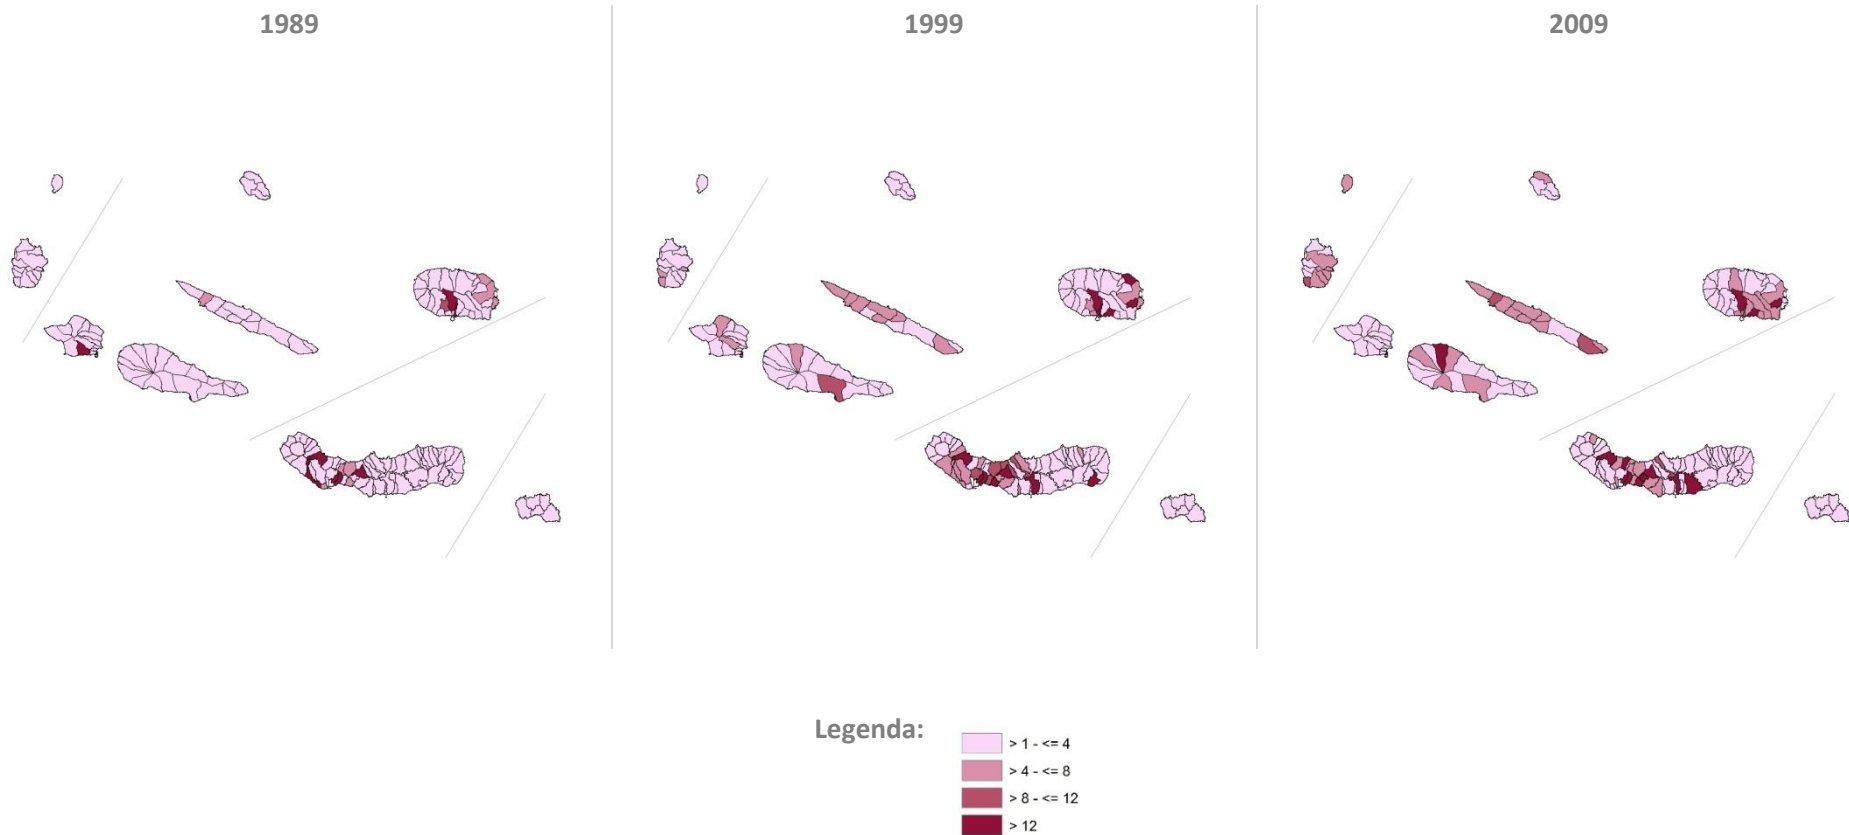 1989
1999
2009
Legenda:
> 1 - <= 4
> 4 - <= 8
> 8 - <= 12
> 12